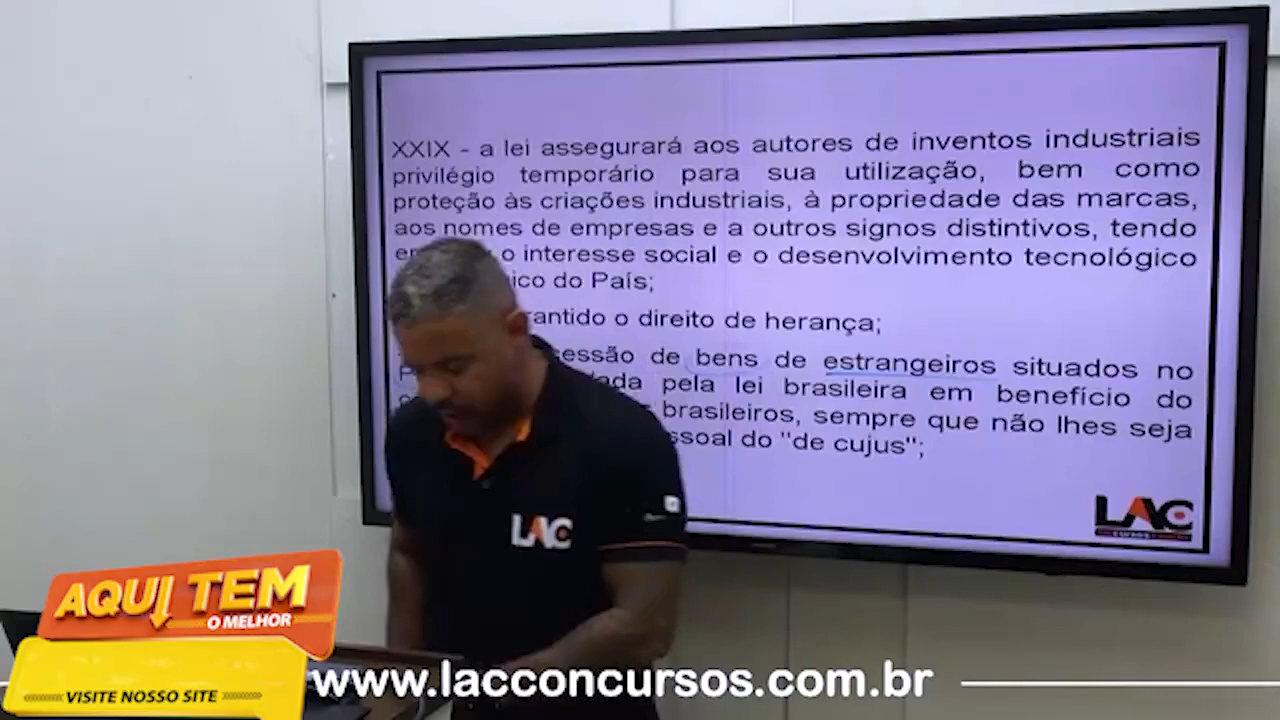 XXIX - a lei assegurará aos autores de inventos industriais
privilégio temporário para sua utilização, bem como
proteção às criações industriais, à propriedade das marcas,
aos nomes de empresas e a outros signos distintivos, tendo
o interesse social e o desenvolvimento tecnológico
do País;
o direito de herança;
de bens de estrangeiros situados no
pela lei brasileira em benefício do
brasileiros, sempre que não lhes seja
do "de cujus";
LAC
CURSOS
LAC
AQUI TEM
O MELHOR
VISITE NOSSO SITE
www.lacconcursos.com.br